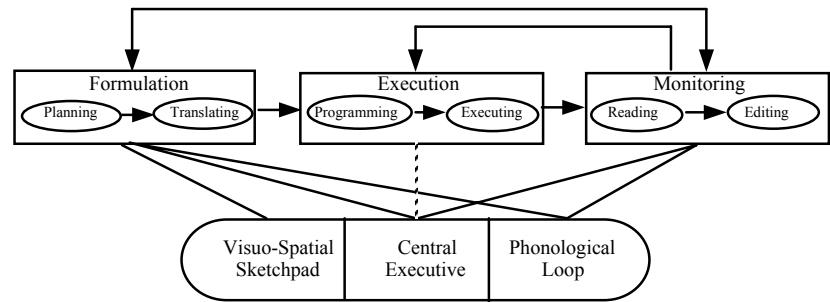 Formulation
Execution
Monitoring
Planning
Translating
Programming
Executing
Reading
Editing
Visuo-Spatial
Sketchpad
Central
Executive
Phonological
Loop